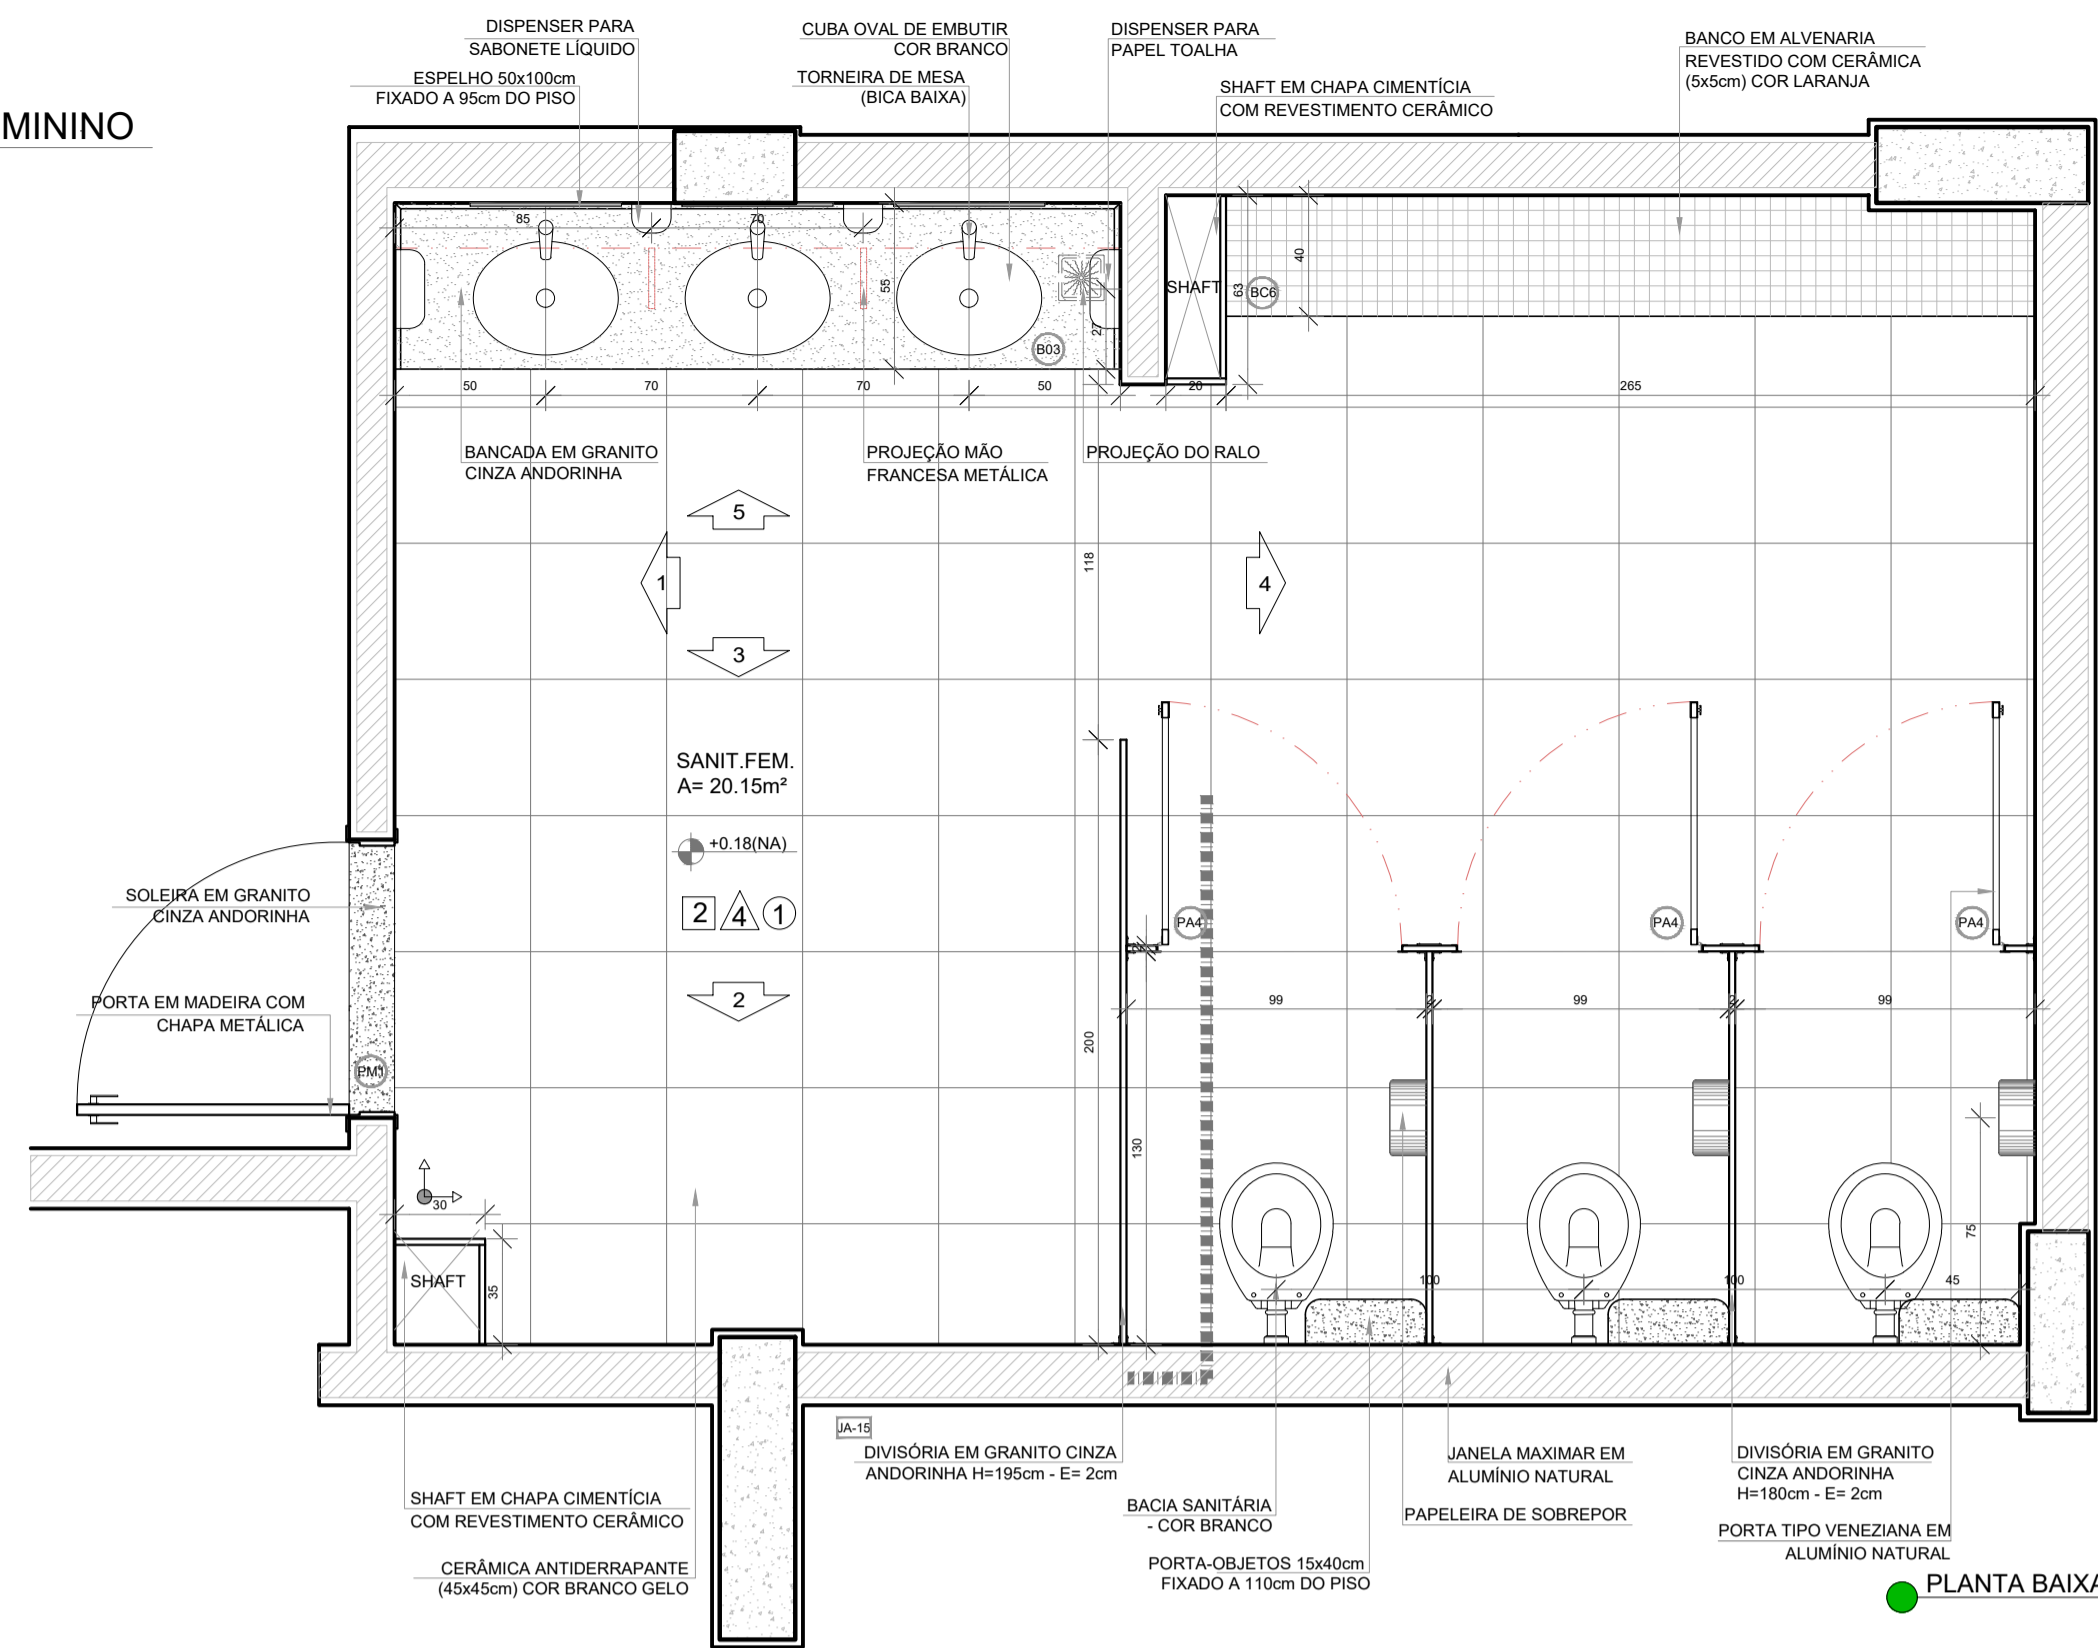 MININO
DISPENSER PARA
SABONETE LÍQUIDO
ESPELHO 50x100cm
FIXADO A 95cm DO PISO
CUBA OVAL DE EMBUTIR
COR BRANCO
TORNEIRA DE MESA
(BICA BAIXA)
DISPENSER PARA
PAPEL TOALHA
SHAFT EM CHAPA CIMENTÍCIA
COM REVESTIMENTO CERÂMICO
BANCO EM ALVENARIA
REVESTIDO COM CERÂMICA
(5x5cm) COR LARANJA
85
70
55
27
B03
SHAFT
63
BC6
40
50
70
70
50
20
265
BANCADA EM GRANITO
CINZA ANDORINHA
PROJEÇÃO MÃO
FRANCESA METÁLICA
PROJEÇÃO DO RALO
5
1
3
4
118
SANIT.FEM.
A= 20.15m²
+0.18(NA)
2
4
1
2
SOLEIRA EM GRANITO
CINZA ANDORINHA
PORTA EM MADEIRA COM
CHAPA METÁLICA
PM1
PA4
PA4
PA4
99
2
99
2
99
200
130
75
30
SHAFT
35
100
100
45
JA-15
DIVISÓRIA EM GRANITO CINZA
ANDORINHA H=195cm - E= 2cm
JANELA MAXIMAR EM
ALUMÍNIO NATURAL
DIVISÓRIA EM GRANITO
CINZA ANDORINHA
H=180cm - E= 2cm
SHAFT EM CHAPA CIMENTÍCIA
COM REVESTIMENTO CERÂMICO
BACIA SANITÁRIA
- COR BRANCO
PAPELEIRA DE SOBREPOR
PORTA TIPO VENEZIANA EM
ALUMÍNIO NATURAL
CERÂMICA ANTIDERRAPANTE
(45x45cm) COR BRANCO GELO
PORTA-OBJETOS 15x40cm
FIXADO A 110cm DO PISO
PLANTA BAIXA